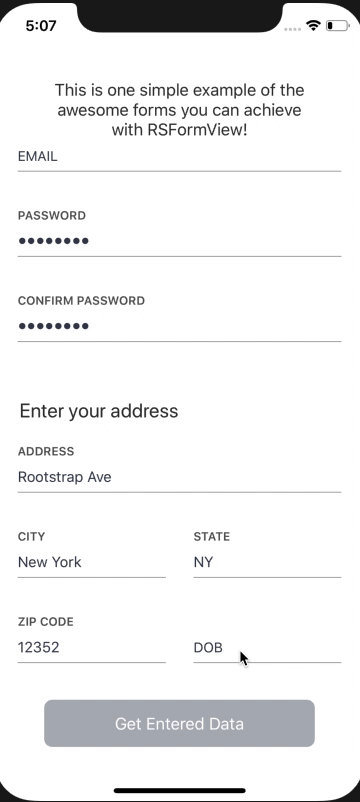 5:07
This is one simple example of the
awesome forms you can achieve
with RSFormView!
EMAIL
PASSWORD
••••••••
CONFIRM PASSWORD
••••••••
Enter your address
ADDRESS
Rootstrap Ave
CITY STATE
New York NY
ZIP CODE
12352 DOB
Get Entered Data